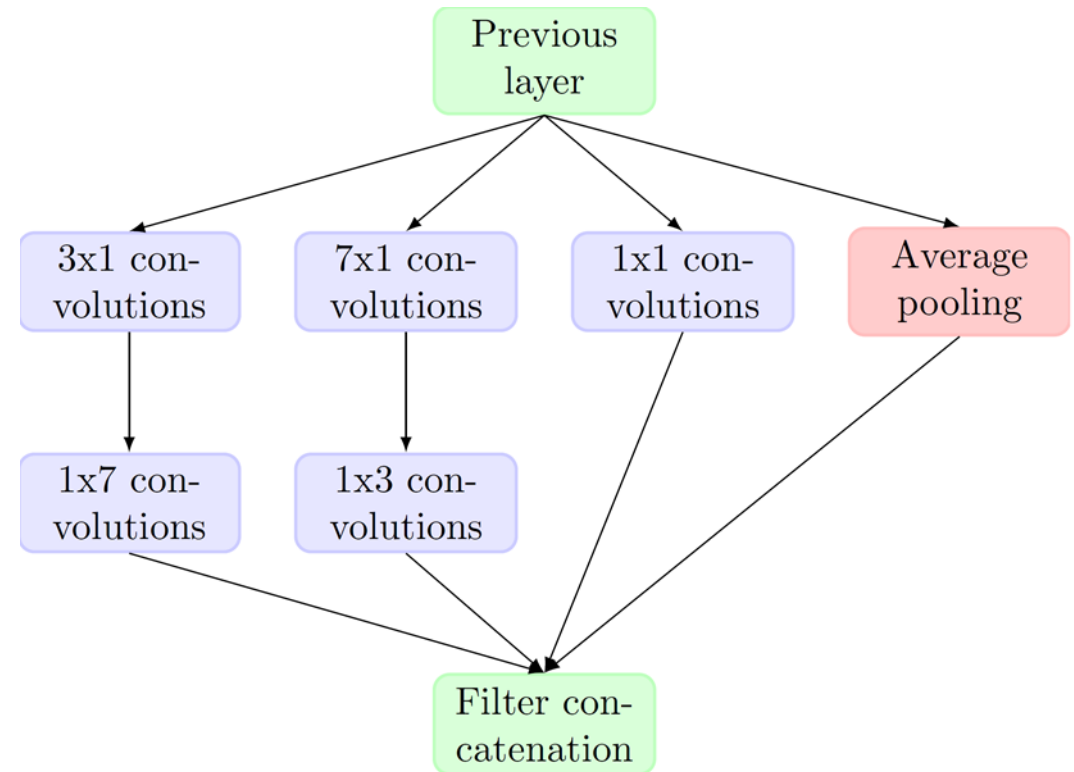 Previous
layer
3x1 con-
volutions
7x1 con-
volutions
1x1 con-
volutions
Average
pooling
1x7 con-
volutions
1x3 con-
volutions
Filter con-
catenation